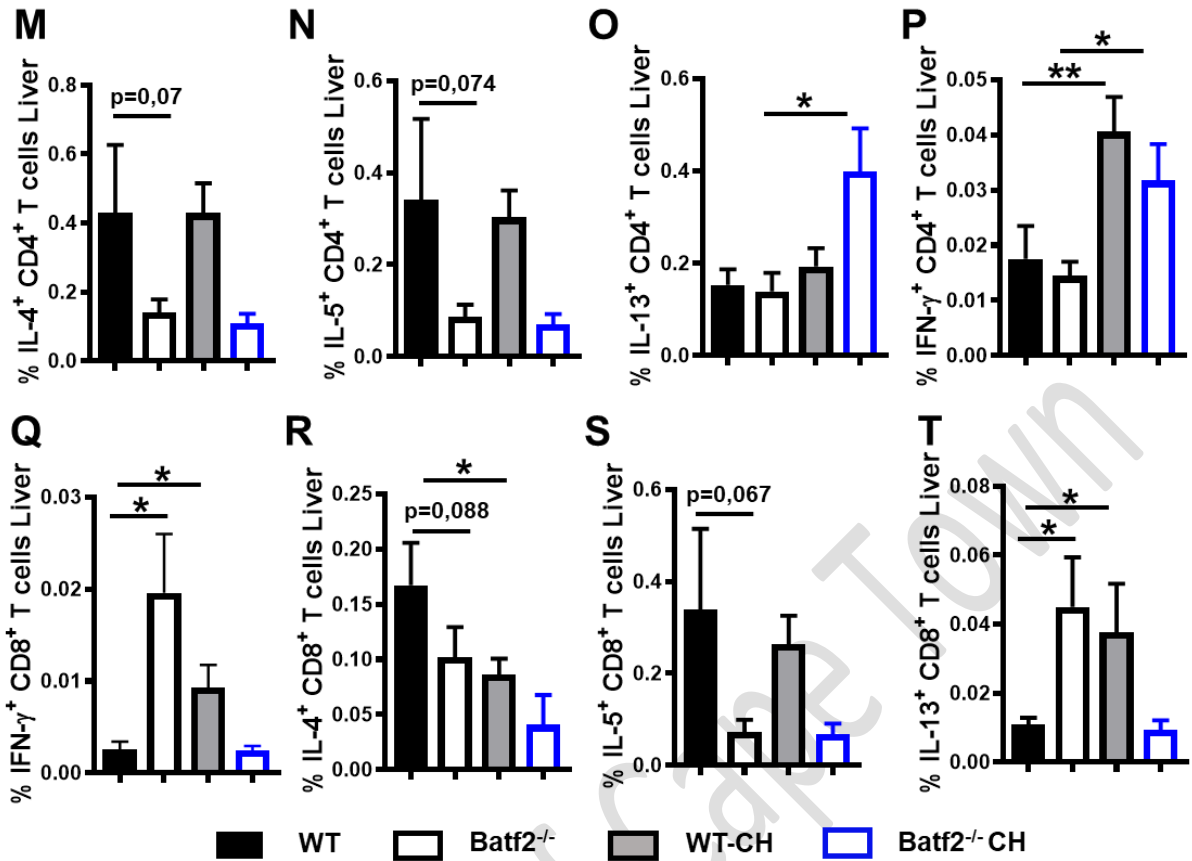 M
% IL-4⁺ CD4⁺ T cells Liver
0.8
0.6
0.4
0.2
0.0
p=0,07
N
% IL-5⁺ CD4⁺ T cells Liver
0.6
0.4
0.2
0.0
p=0,074
O
% IL-13⁺ CD4⁺ T cells Liver
0.6
0.4
0.2
0.0
*
P
% IFN-γ⁺ CD4⁺ T cells Liver
0.05
0.04
0.03
0.02
0.01
0.00
*
**
Q
% IFN-γ⁺ CD8⁺ T cells Liver
0.03
0.02
0.01
0.00
*
*
R
% IL-4⁺ CD8⁺ T cells Liver
0.25
0.20
0.15
0.10
0.05
0.00
*
p=0,088
S
% IL-5⁺ CD8⁺ T cells Liver
0.6
0.4
0.2
0.0
p=0,067
T
% IL-13⁺ CD8⁺ T cells Liver
0.08
0.06
0.04
0.02
0.00
*
*
WT
Batf2⁻/⁻
WT-CH
Batf2⁻/⁻ CH
Cape Town